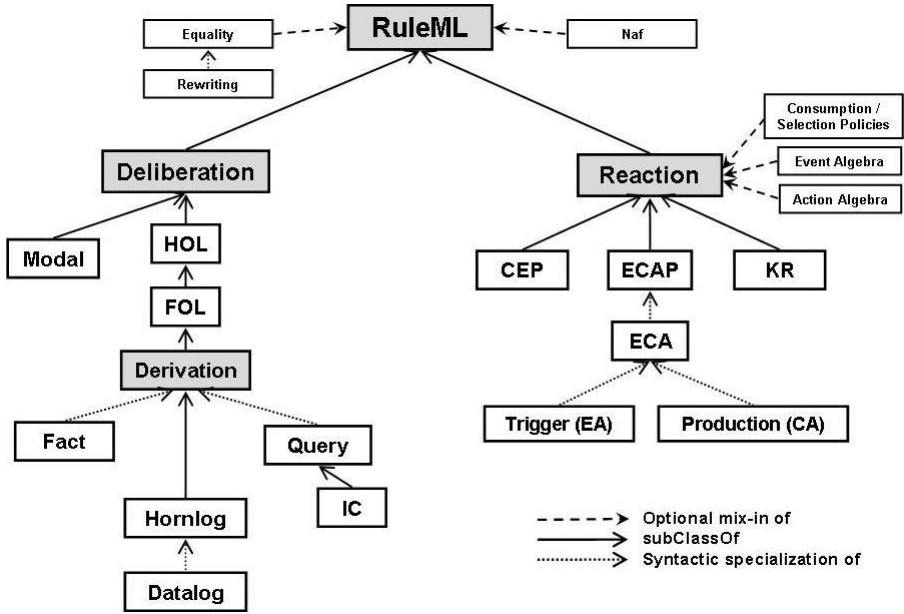 RuleML
Equality
Naf
Rewriting
Consumption /
Selection Policies
Deliberation
Reaction
Event Algebra
Action Algebra
Modal
HOL
CEP
ECAP
KR
FOL
ECA
Derivation
Fact
Query
Trigger (EA)
Production (CA)
Hornlog
IC
Datalog
Optional mix-in of
subClassOf
Syntactic specialization of